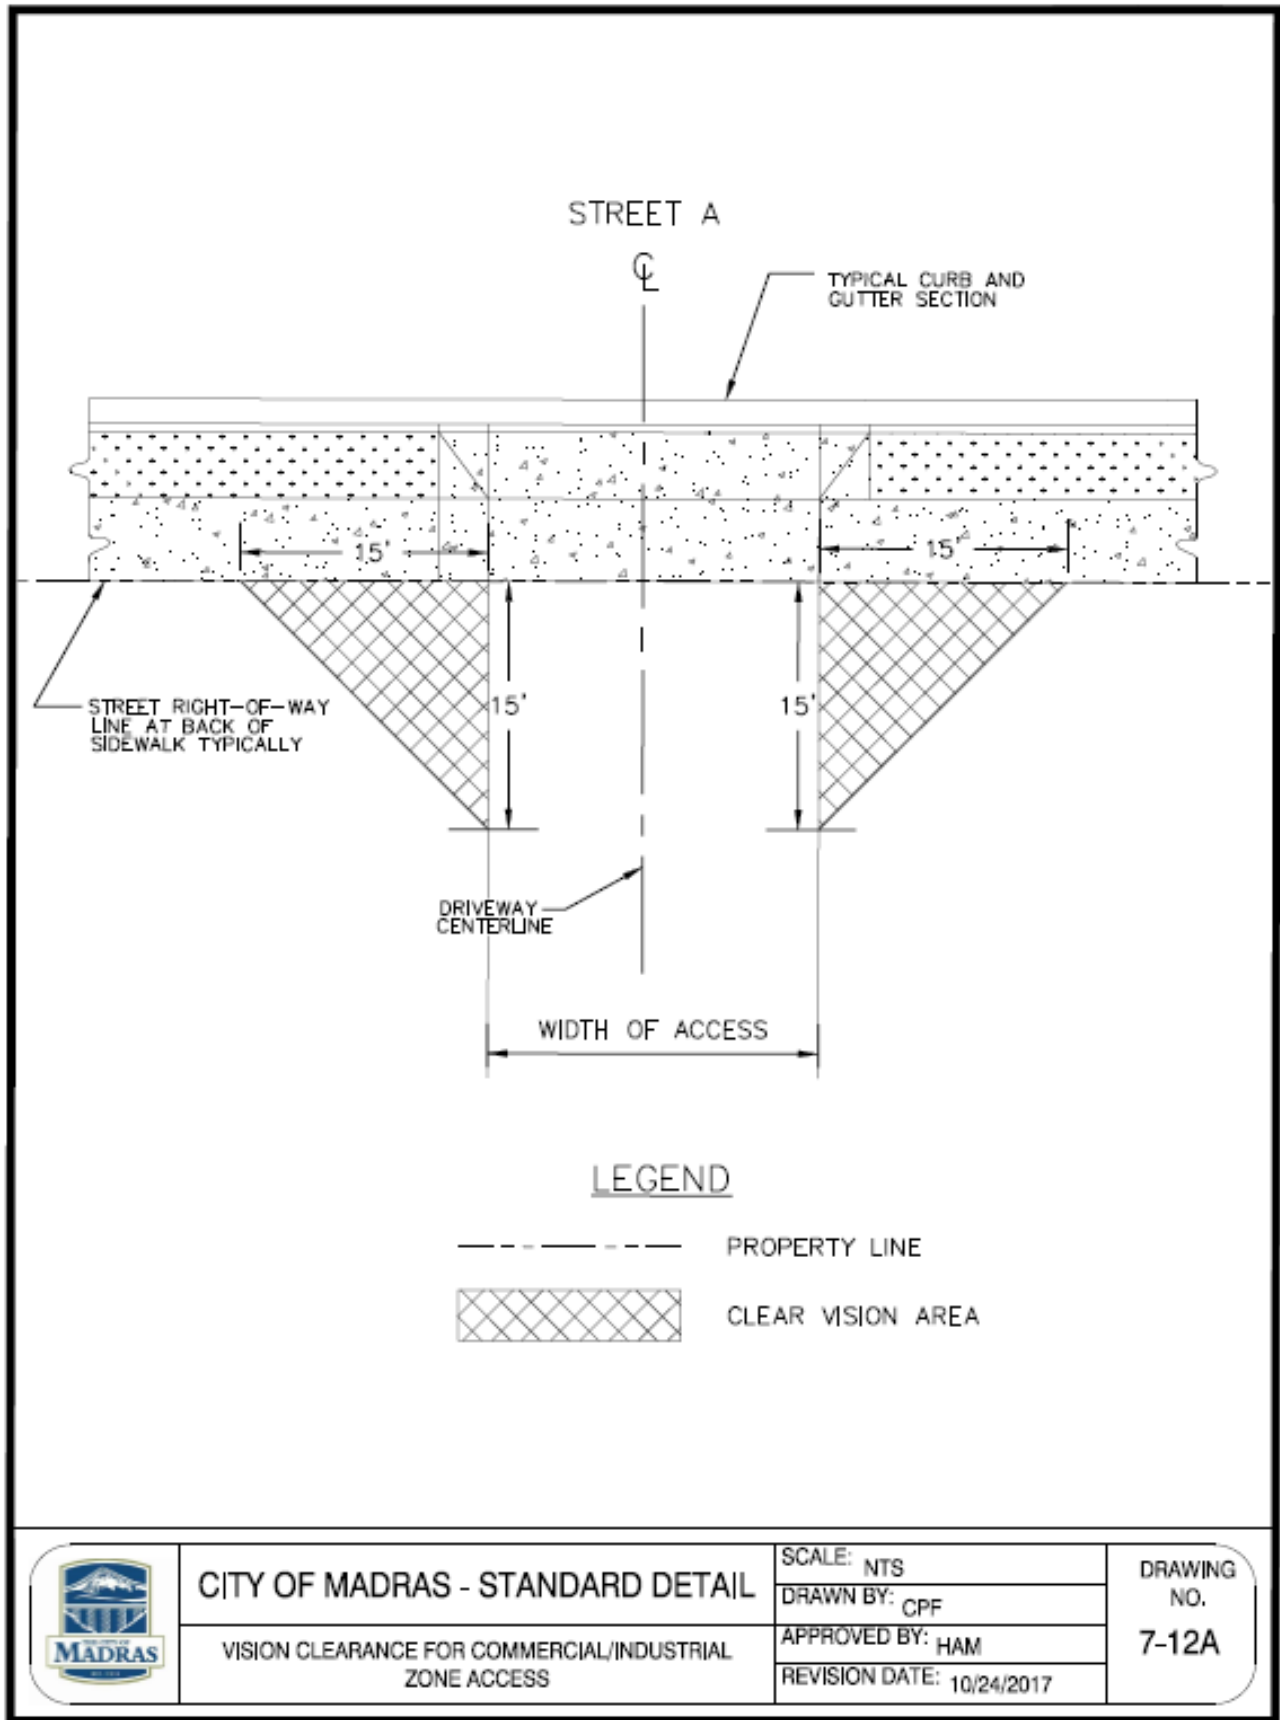 STREET A
℄
TYPICAL CURB AND
GUTTER SECTION
15'
15'
STREET RIGHT-OF-WAY
LINE AT BACK OF
SIDEWALK TYPICALLY
15'
15'
DRIVEWAY
CENTERLINE
WIDTH OF ACCESS
LEGEND
PROPERTY LINE
CLEAR VISION AREA
MADRAS
CITY OF MADRAS - STANDARD DETAIL
VISION CLEARANCE FOR COMMERCIAL/INDUSTRIAL
ZONE ACCESS
SCALE: NTS
DRAWN BY: CPF
APPROVED BY: HAM
REVISION DATE: 10/24/2017
DRAWING
NO.
7-12A